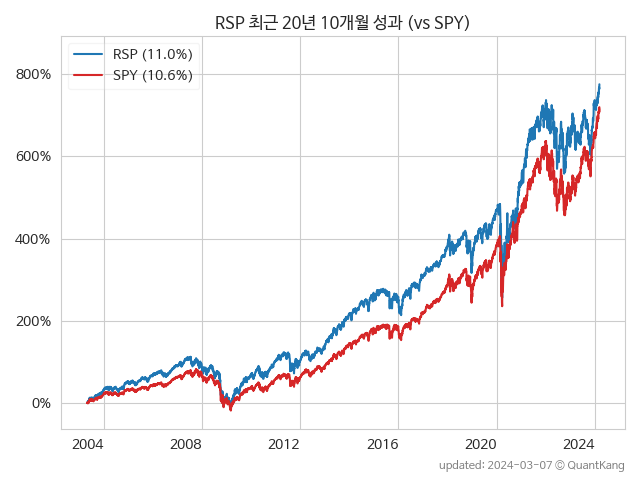 RSP 최근 20년 10개월 성과 (vs SPY)
RSP (11.0%)
SPY (10.6%)
800%
600%
400%
200%
0%
2004 2008 2012 2016 2020 2024
updated: 2024-03-07 © QuantKang